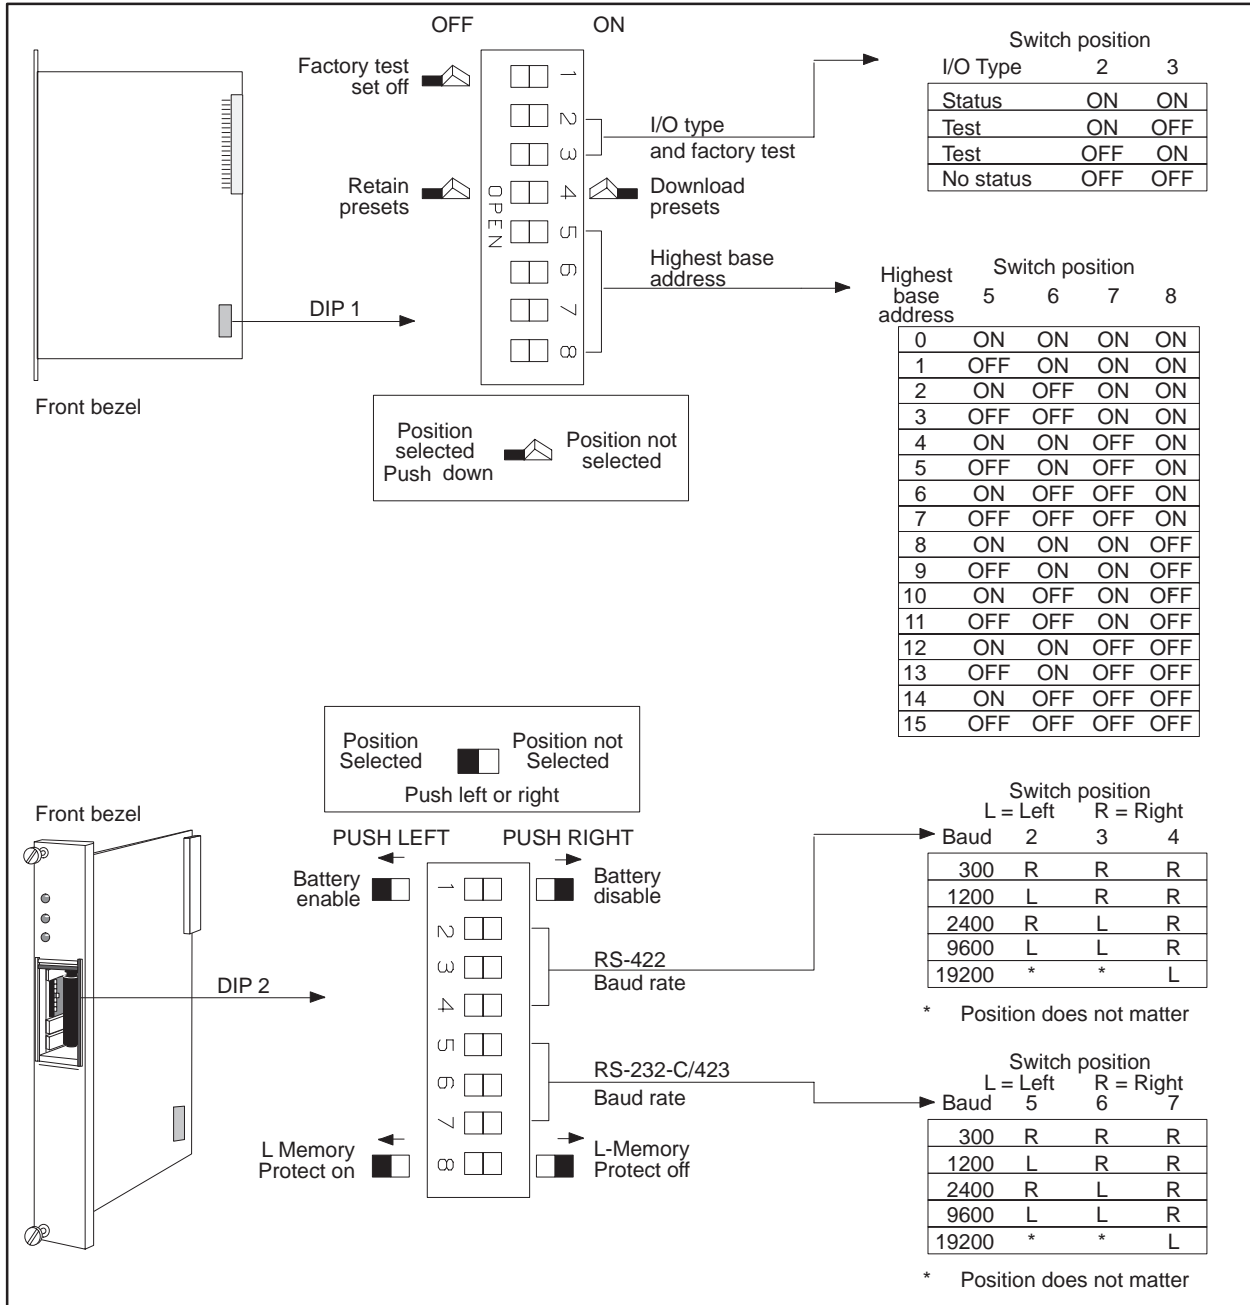 OFF ON
Factory test
set off
1
2
3
4
5
6
7
8
OPEN
I/O type
and factory test
Retain
presets
Download
presets
Highest base
address
DIP 1
Front bezel
Position
selected
Push down
Position not
selected
Switch position
I/O Type 2 3
Status ON ON
Test ON OFF
Test OFF ON
No status OFF OFF
Switch position
Highest
base
address
5 6 7 8
0 ON ON ON ON
1 OFF ON ON ON
2 ON OFF ON ON
3 OFF OFF ON ON
4 ON ON OFF ON
5 OFF ON OFF ON
6 ON OFF OFF ON
7 OFF OFF OFF ON
8 ON ON ON OFF
9 OFF ON ON OFF
10 ON OFF ON OFF
11 OFF OFF ON OFF
12 ON ON OFF OFF
13 OFF ON OFF OFF
14 ON OFF OFF OFF
15 OFF OFF OFF OFF
Position
Selected
Position not
Selected
Push left or right
Front bezel
PUSH LEFT PUSH RIGHT
Battery
enable
Battery
disable
1
2
3
4
5
6
7
8
RS-422
Baud rate
DIP 2
RS-232-C/423
Baud rate
L Memory
Protect on
L-Memory
Protect off
Switch position
L = Left R = Right
Baud 2 3 4
300 R R R
1200 L R R
2400 R L R
9600 L L R
19200 * * L
* Position does not matter
Switch position
L = Left R = Right
Baud 5 6 7
300 R R R
1200 L R R
2400 R L R
9600 L L R
19200 * * L
* Position does not matter